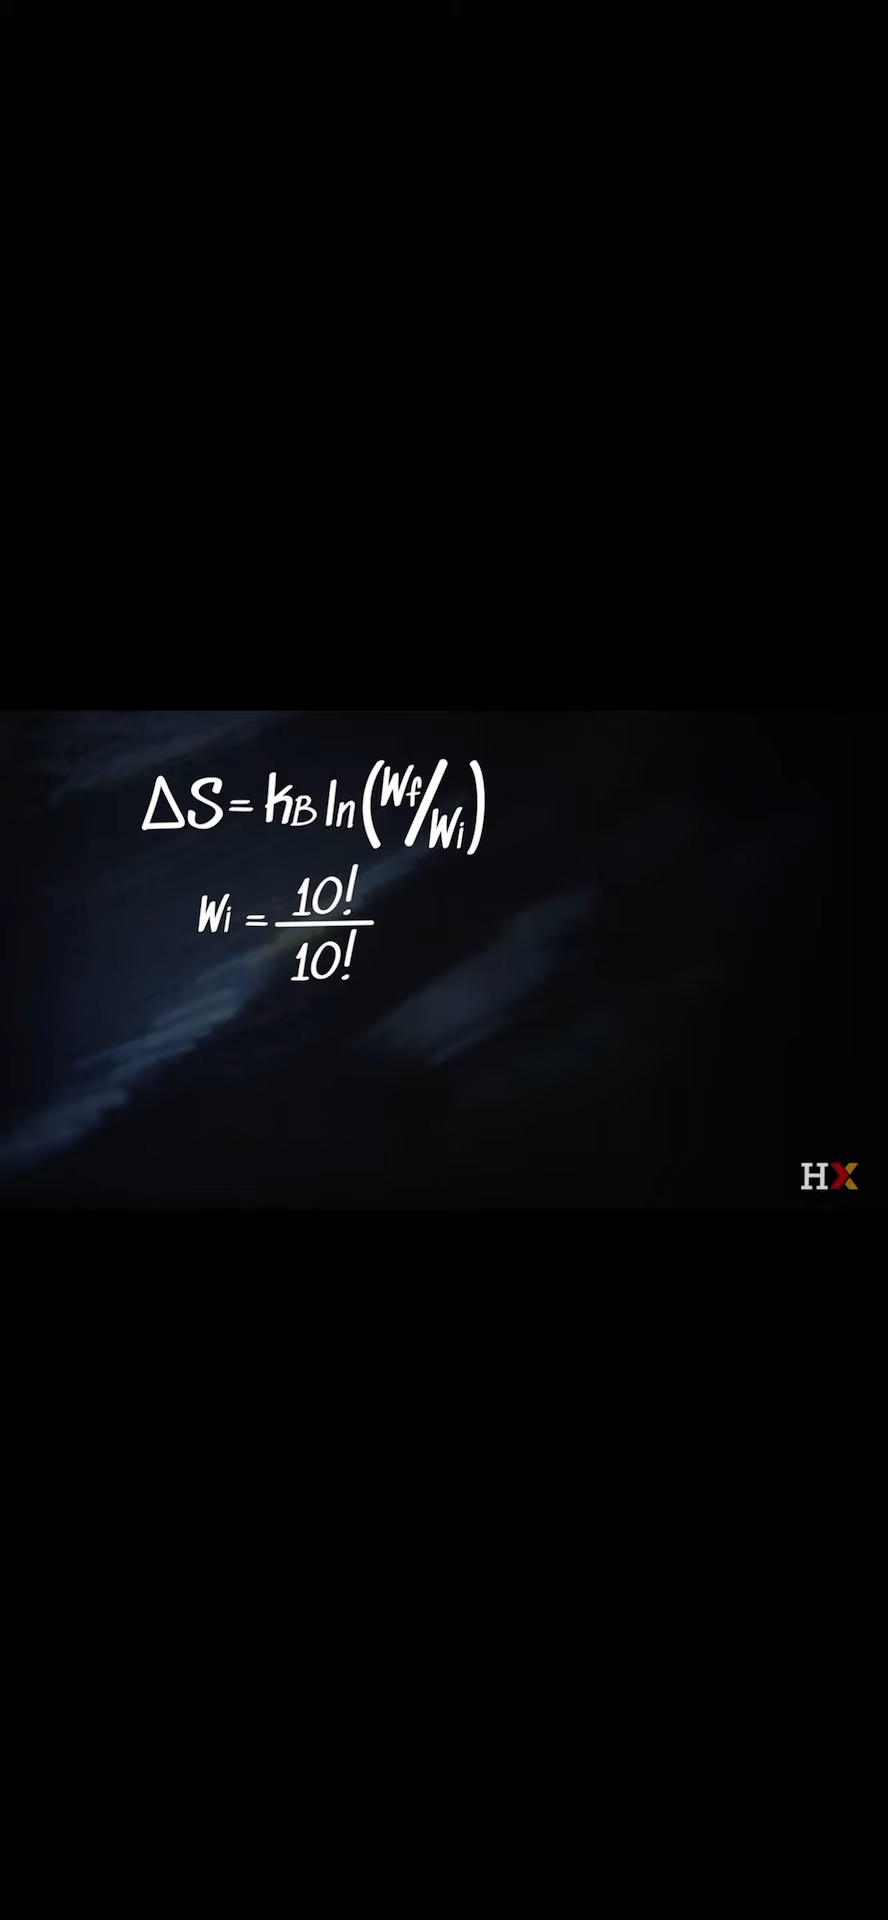 ΔS = kB ln (Wf/Wi)
Wi = 10!/10!
HX